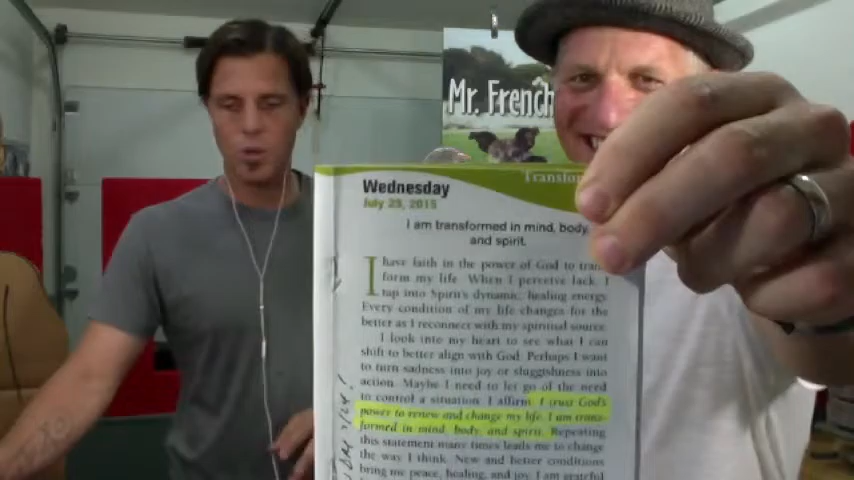 Mr. French
Transfor
Wednesday
July 29, 2015
I am transformed in mind, body,
and spirit.
I have faith in the power of God to trans-
form my life. When I perceive lack, I
tap into Spirit's dynamic, healing energy
Every condition of my life changes for the
better as I reconnect with my spiritual source.
I look into my heart to see what I can
shift to better align with God. Perhaps I want
to turn sadness into joy or sluggishness into
action. Maybe I need to let go of the need
to control a situation. I affirm: I trust God's
power to renew and change my life. I am trans-
formed in mind, body, and spirit. Repeating
this statement many times leads me to change
the way I think. New and better conditions
bring me peace, healing, and joy. I am grateful